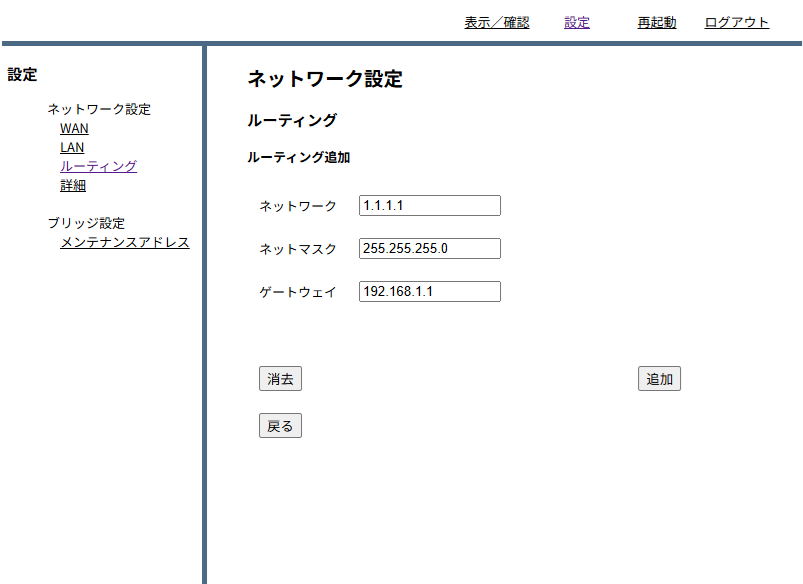 表示／確認 設定 再起動 ログアウト
設定
ネットワーク設定
WAN
LAN
ルーティング
詳細
ブリッジ設定
メンテナンスアドレス
ネットワーク設定
ルーティング
ルーティング追加
ネットワーク 1.1.1.1
ネットマスク 255.255.255.0
ゲートウェイ 192.168.1.1
消去 追加
戻る